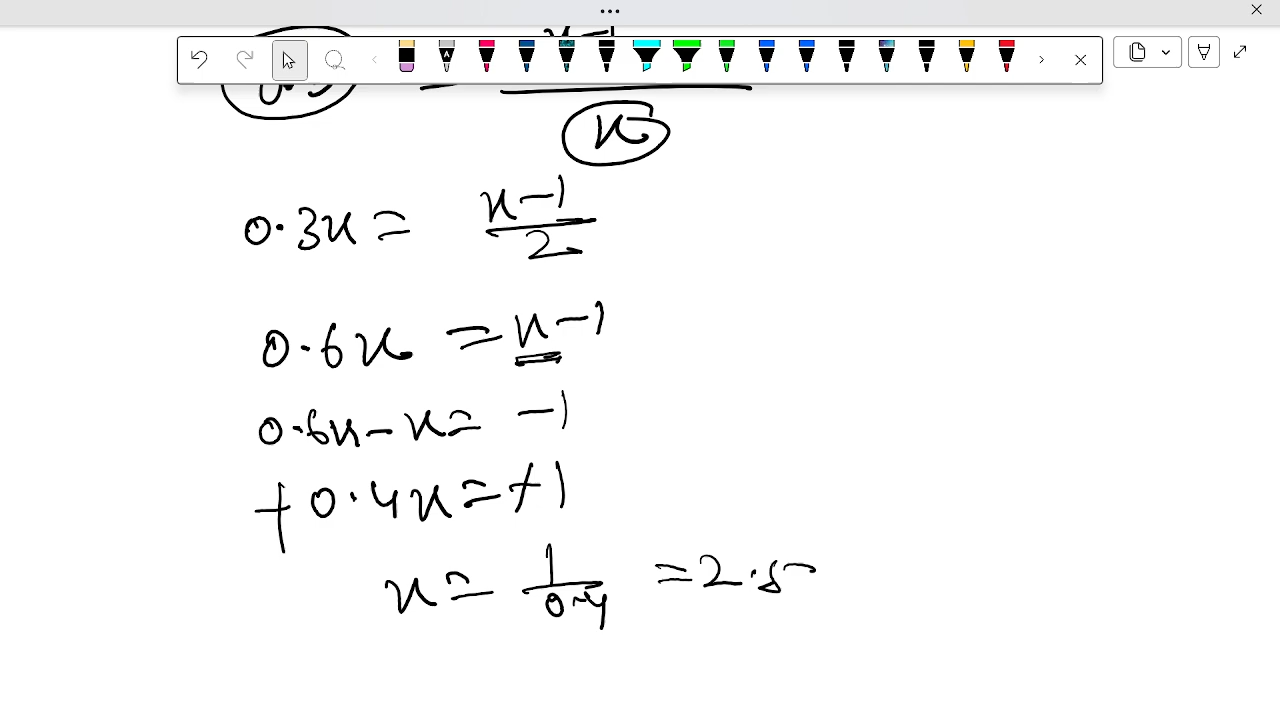 x
0.3x = x-1/2
0.6x = x-1
0.6x-x = -1
+0.4x = +1
x = 1/0.4 = 2.5